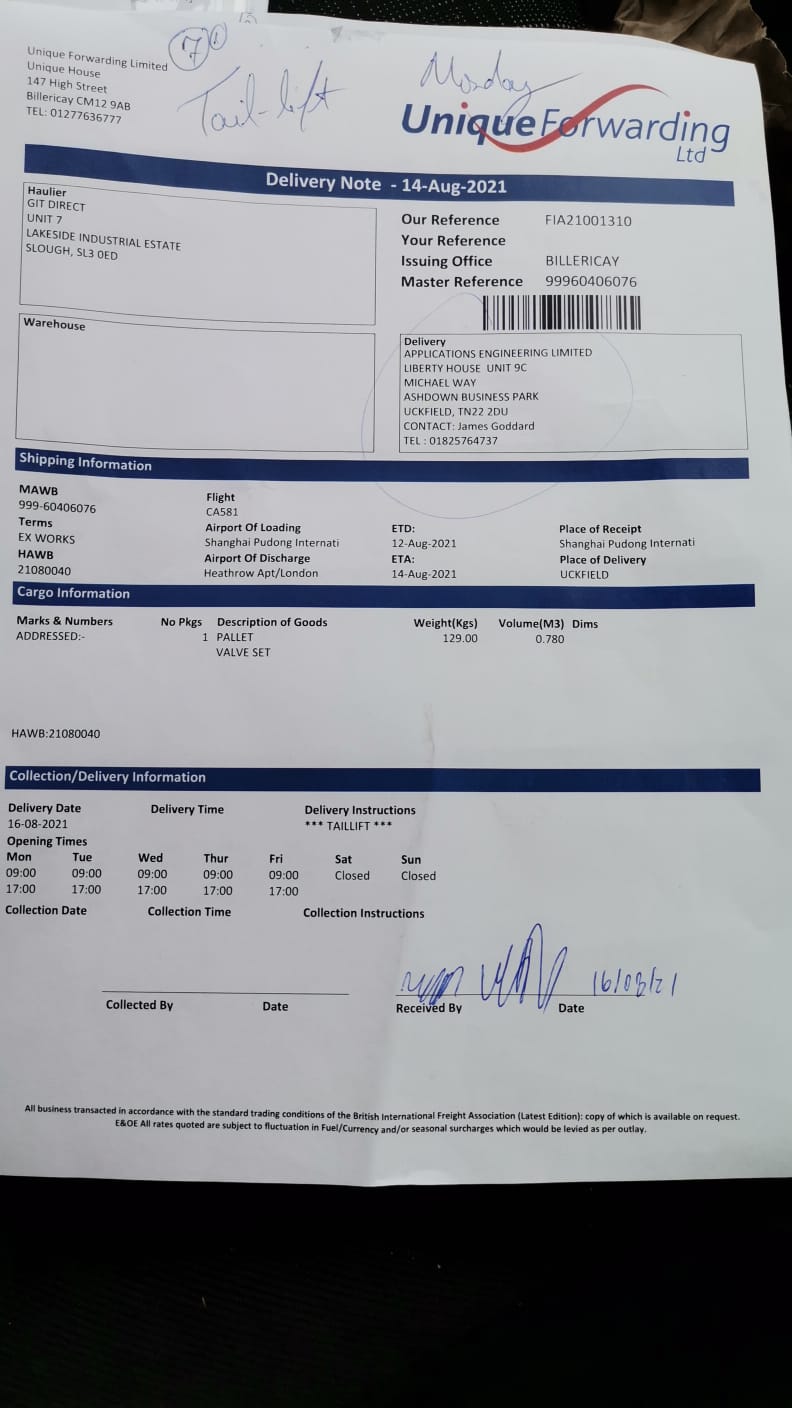 7
Tail-lift
Monday
Unique Forwarding Limited
Unique House
147 High Street
Billericay CM12 9AB
TEL: 01277636777
Unique Forwarding
Ltd
Delivery Note - 14-Aug-2021
Haulier
GIT DIRECT
UNIT 7
LAKESIDE INDUSTRIAL ESTATE
SLOUGH, SL3 0ED
Our Reference FIA21001310
Your Reference
Issuing Office BILLERICAY
Master Reference 99960406076
Warehouse
Delivery
APPLICATIONS ENGINEERING LIMITED
LIBERTY HOUSE UNIT 9C
MICHAEL WAY
ASHDOWN BUSINESS PARK
UCKFIELD, TN22 2DU
CONTACT: James Goddard
TEL : 01825764737
Shipping Information
MAWB
999-60406076
Terms
EX WORKS
HAWB
21080040
Flight
CA581
Airport Of Loading
Shanghai Pudong Internati
Airport Of Discharge
Heathrow Apt/London
ETD:
12-Aug-2021
ETA:
14-Aug-2021
Place of Receipt
Shanghai Pudong Internati
Place of Delivery
UCKFIELD
Cargo Information
Marks & Numbers No Pkgs Description of Goods Weight(Kgs) Volume(M3) Dims
ADDRESSED:- 1 PALLET 129.00 0.780
VALVE SET
HAWB:21080040
Collection/Delivery Information
Delivery Date Delivery Time Delivery Instructions
16-08-2021 *** TAILLIFT ***
Opening Times
Mon Tue Wed Thur Fri Sat Sun
09:00 09:00 09:00 09:00 09:00 Closed Closed
17:00 17:00 17:00 17:00 17:00
Collection Date Collection Time Collection Instructions
16/08/21
Collected By Date Received By Date
All business transacted in accordance with the standard trading conditions of the British International Freight Association (Latest Edition): copy of which is available on request.
E&OE All rates quoted are subject to fluctuation in Fuel/Currency and/or seasonal surcharges which would be levied as per outlay.